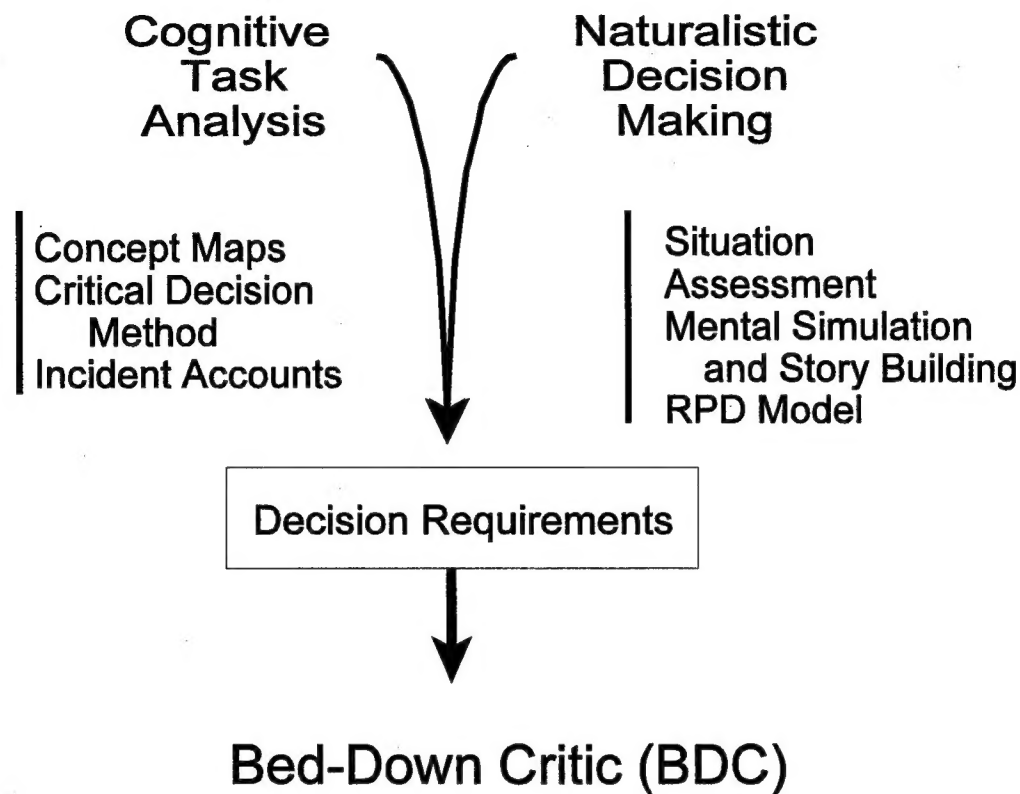 Cognitive
Task
Analysis
Naturalistic
Decision
Making
Concept Maps
Critical Decision
Method
Incident Accounts
Situation
Assessment
Mental Simulation
and Story Building
RPD Model
Decision Requirements
Bed-Down Critic (BDC)